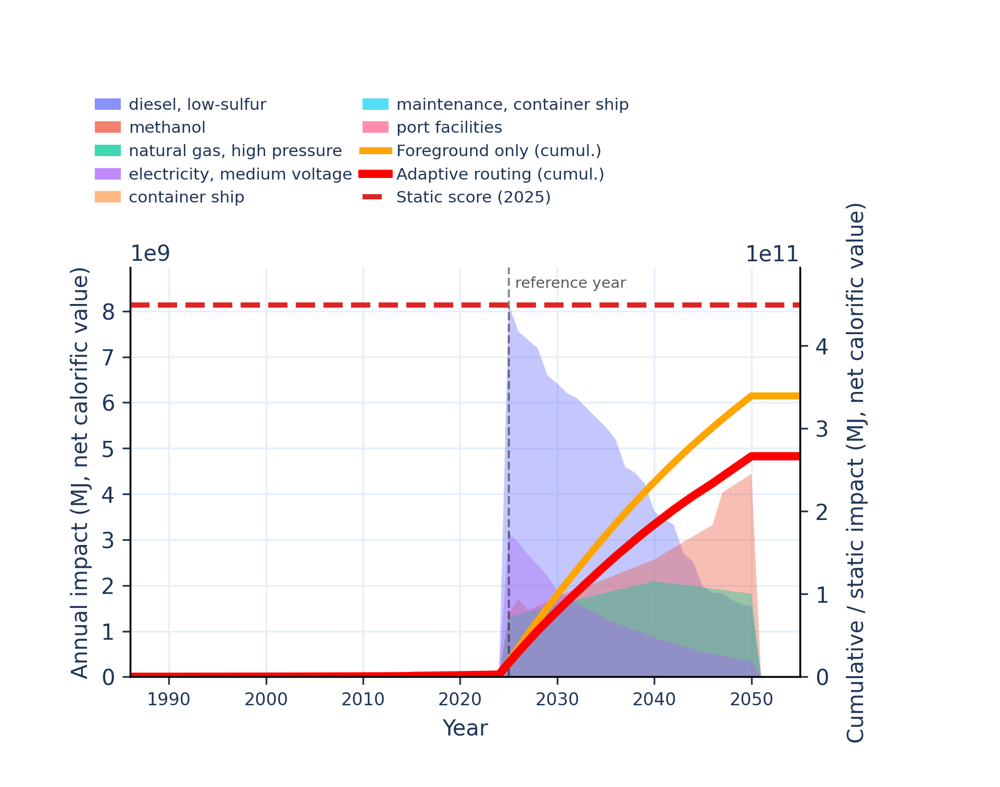 diesel, low-sulfur
methanol
natural gas, high pressure
electricity, medium voltage
container ship
maintenance, container ship
port facilities
Foreground only (cumul.)
Adaptive routing (cumul.)
Static score (2025)
1e9
1e11
reference year
Annual impact (MJ, net calorific value)
8
7
6
5
4
3
2
1
0
Cumulative / static impact (MJ, net calorific value)
4
3
2
1
0
1990 2000 2010 2020 2030 2040 2050
Year